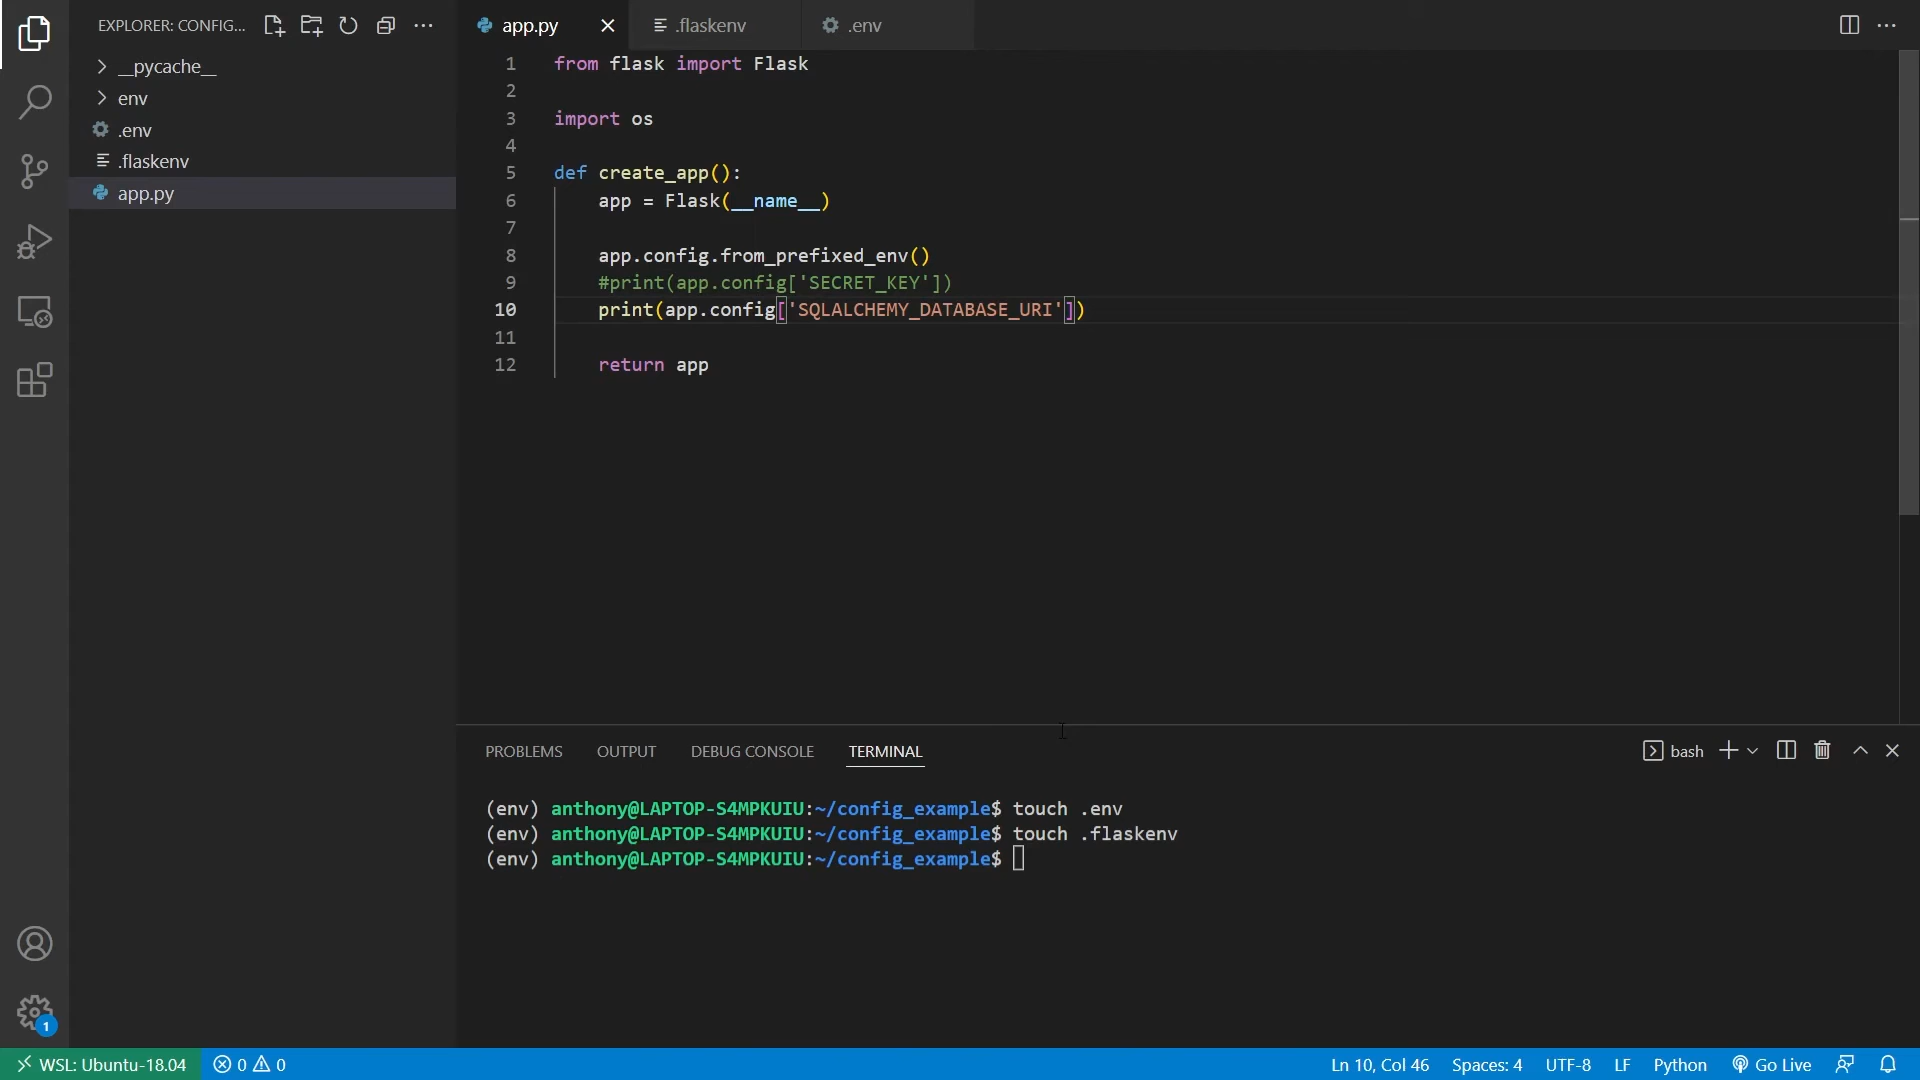 EXPLORER: CONFIG...
__pycache__
env
.env
.flaskenv
app.py
app.py
.flaskenv
.env
1 from flask import Flask
2
3 import os
4
5 def create_app():
6 app = Flask(__name__)
7
8 app.config.from_prefixed_env()
9 #print(app.config['SECRET_KEY'])
10 print(app.config['SQLALCHEMY_DATABASE_URI'])
11
12 return app
PROBLEMS OUTPUT DEBUG CONSOLE TERMINAL
bash
(env) anthony@LAPTOP-S4MPKUIU:~/config_example$ touch .env
(env) anthony@LAPTOP-S4MPKUIU:~/config_example$ touch .flaskenv
(env) anthony@LAPTOP-S4MPKUIU:~/config_example$
1
WSL: Ubuntu-18.04 0 0 Ln 10, Col 46 Spaces: 4 UTF-8 LF Python Go Live